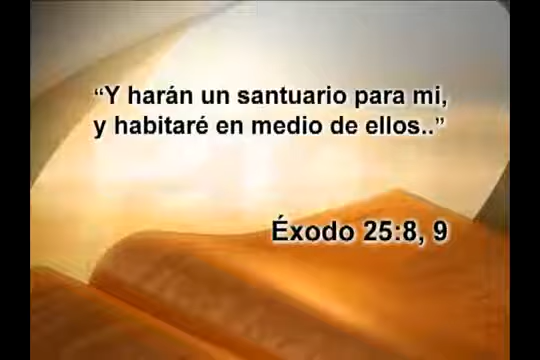 “Y harán un santuario para mi,
y habitaré en medio de ellos..”
Éxodo 25:8, 9